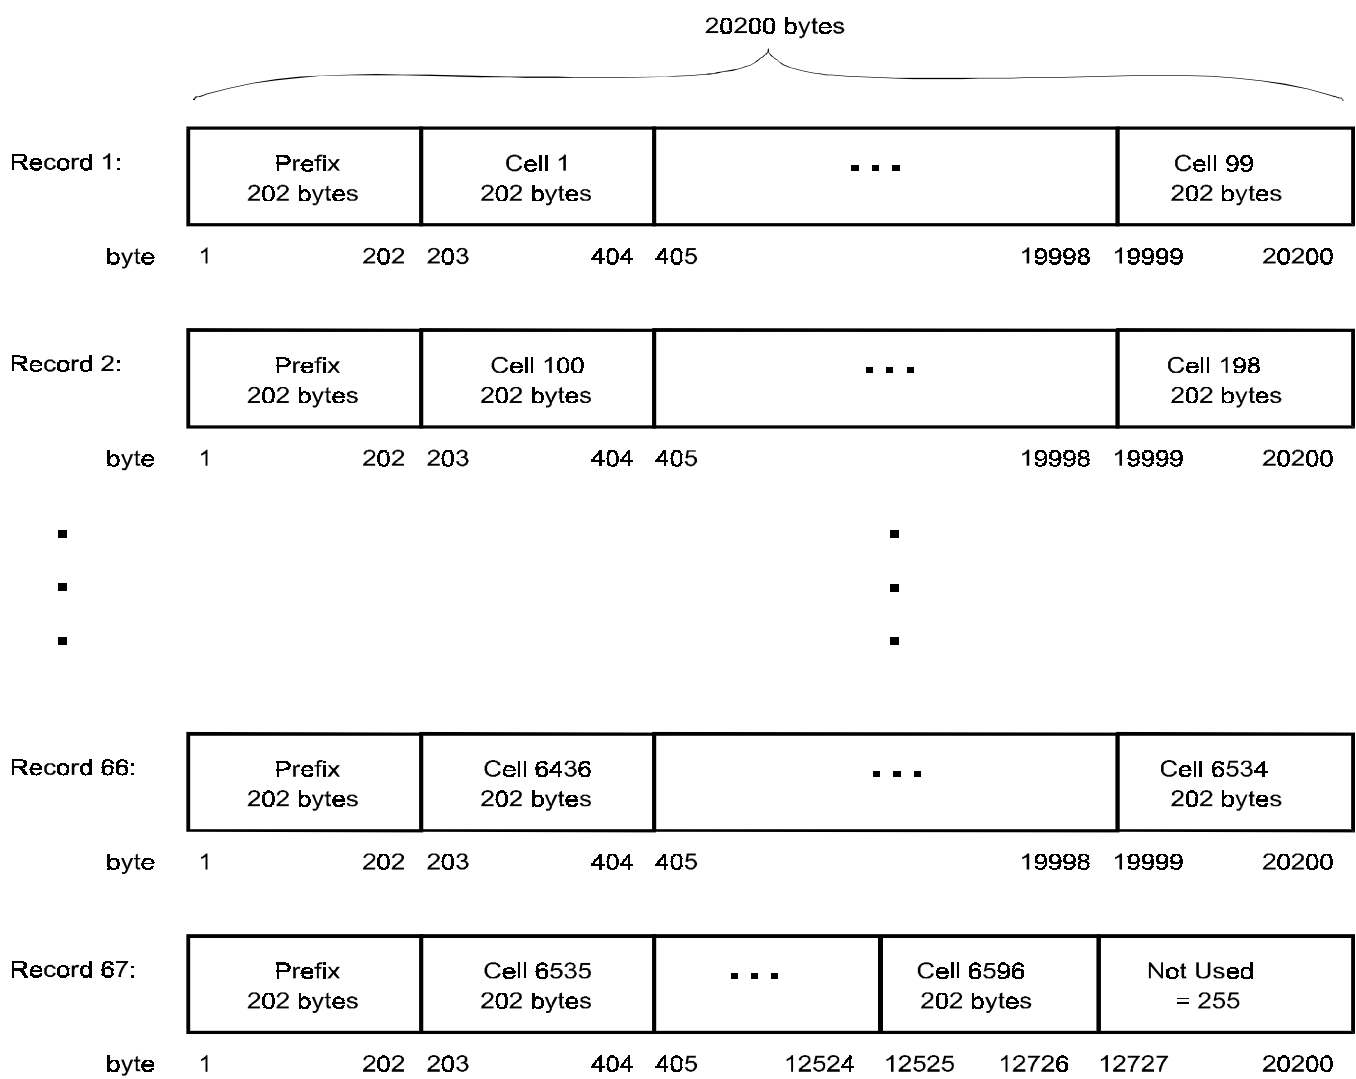 20200 bytes
Record 1:
Prefix
202 bytes
Cell 1
202 bytes
...
Cell 99
202 bytes
byte 1 202 203 404 405 19998 19999 20200
Record 2:
Prefix
202 bytes
Cell 100
202 bytes
...
Cell 198
202 bytes
byte 1 202 203 404 405 19998 19999 20200
Record 66:
Prefix
202 bytes
Cell 6436
202 bytes
...
Cell 6534
202 bytes
byte 1 202 203 404 405 19998 19999 20200
Record 67:
Prefix
202 bytes
Cell 6535
202 bytes
...
Cell 6596
202 bytes
Not Used
= 255
byte 1 202 203 404 405 12524 12525 12726 12727 20200